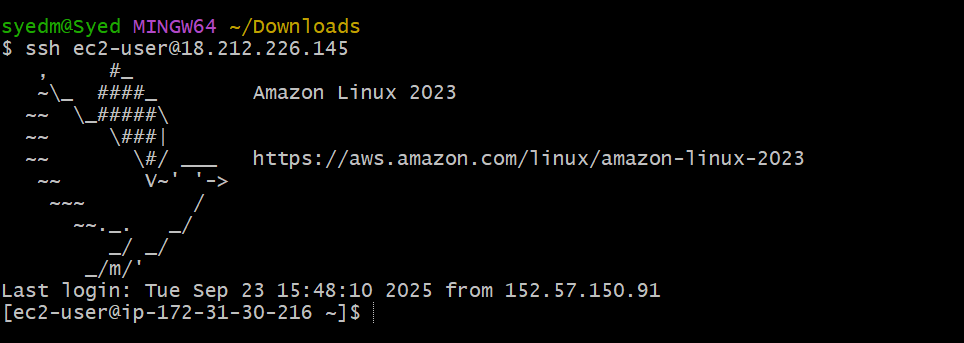 syedm@Syed MINGW64 ~/Downloads
$ ssh ec2-user@18.212.226.145
   ,     #_
   ~\_  ####_        Amazon Linux 2023
  ~~  \_#####\
  ~~     \###|
  ~~       \#/ ___   https://aws.amazon.com/linux/amazon-linux-2023
   ~~       V~' '->
    ~~~         /
      ~~._.   _/
         _/ _/
       _/m/'
Last login: Tue Sep 23 15:48:10 2025 from 152.57.150.91
[ec2-user@ip-172-31-30-216 ~]$